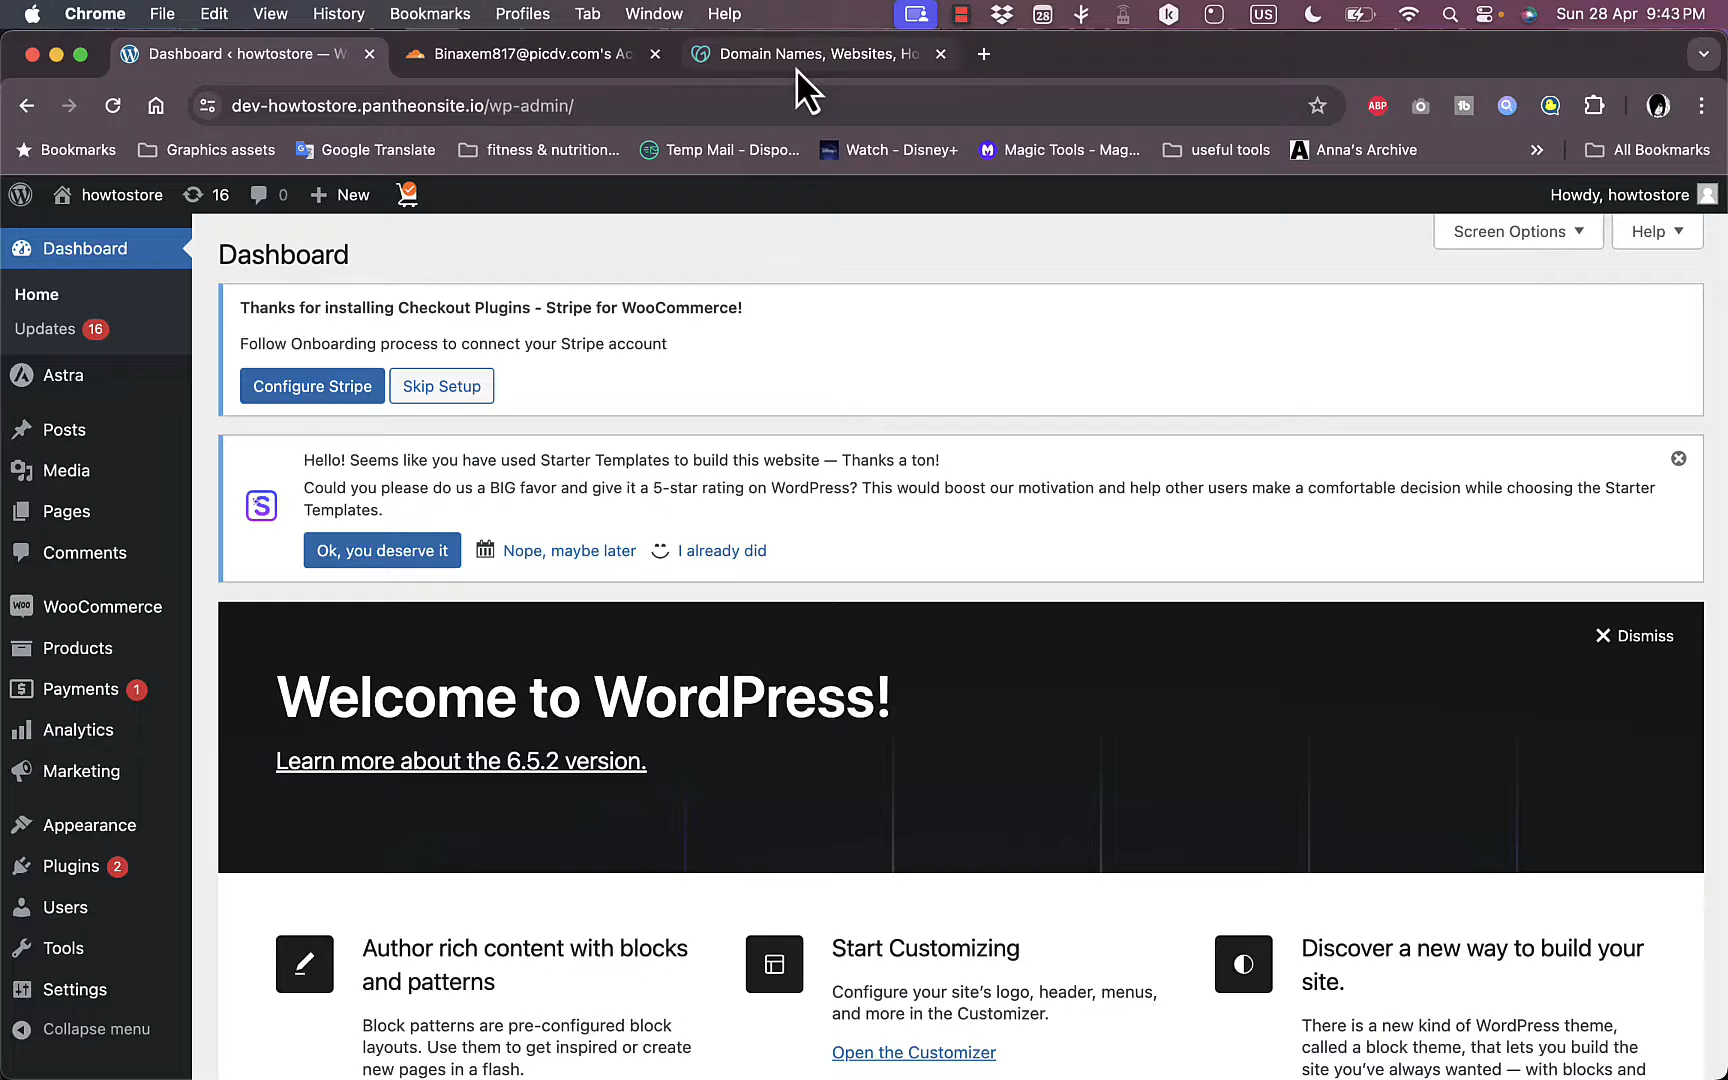 Chrome File Edit View History Bookmarks Profiles Tab Window Help 28 US Sun 28 Apr 9:43 PM
Dashboard ‹ howtostore — W Binaxem817@picdv.com's Ac Domain Names, Websites, Ho
dev-howtostore.pantheonsite.io/wp-admin/ ABP tb
Bookmarks Graphics assets Google Translate fitness & nutrition... Temp Mail - Dispo... Watch - Disney+ Magic Tools - Mag... useful tools Anna's Archive » All Bookmarks
howtostore 16 0 New Howdy, howtostore
Screen Options Help
Dashboard
Home
Updates 16
Astra
Posts
Media
Pages
Comments
WooCommerce
Products
Payments 1
Analytics
Marketing
Appearance
Plugins 2
Users
Tools
Settings
Collapse menu
Dashboard
Thanks for installing Checkout Plugins - Stripe for WooCommerce!
Follow Onboarding process to connect your Stripe account
Configure Stripe Skip Setup
Hello! Seems like you have used Starter Templates to build this website — Thanks a ton!
Could you please do us a BIG favor and give it a 5-star rating on WordPress? This would boost our motivation and help other users make a comfortable decision while choosing the Starter
Templates.
Ok, you deserve it Nope, maybe later I already did
Dismiss
Welcome to WordPress!
Learn more about the 6.5.2 version.
Author rich content with blocks
and patterns
Block patterns are pre-configured block
layouts. Use them to get inspired or create
new pages in a flash.
Start Customizing
Configure your site's logo, header, menus,
and more in the Customizer.
Open the Customizer
Discover a new way to build your
site.
There is a new kind of WordPress theme,
called a block theme, that lets you build the
site you've always wanted — with blocks and